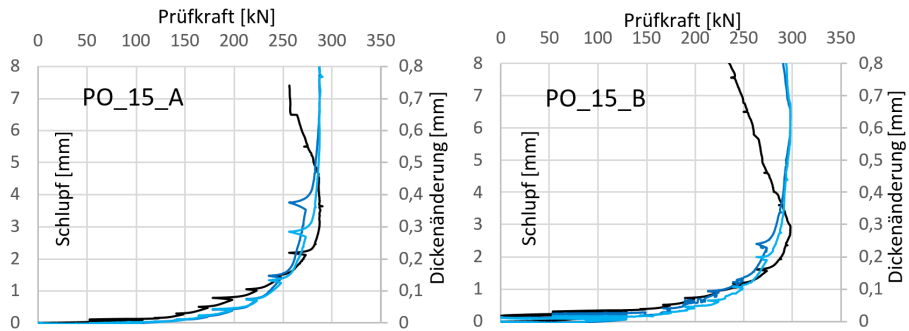 Prüfkraft [kN]
0 50 100 150 200 250 300 350
8 0,8
7 0,7
6 0,6
5 0,5
4 0,4
3 0,3
2 0,2
1 0,1
0 0
PO_15_A
Schlupf [mm]
Dickenänderung [mm]
Prüfkraft [kN]
0 50 100 150 200 250 300 350
8 0,8
7 0,7
6 0,6
5 0,5
4 0,4
3 0,3
2 0,2
1 0,1
0 0
PO_15_B
Schlupf [mm]
Dickenänderung [mm]